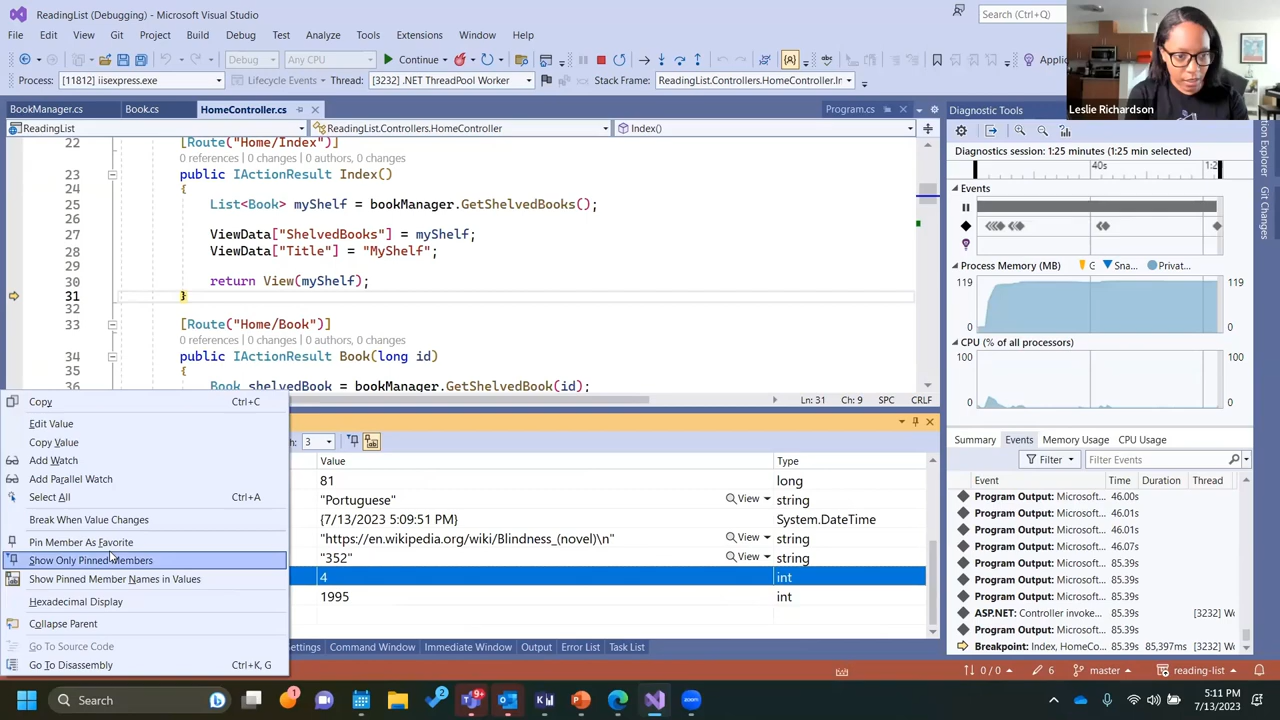 ReadingList (Debugging) - Microsoft Visual Studio
Search (Ctrl+Q)
File Edit View Git Project Build Debug Test Analyze Tools Extensions Window Help
Debug Any CPU Continue
Process: [11812] iisexpress.exe Lifecycle Events Thread: [3232] .NET ThreadPool Worker Stack Frame: ReadingList.Controllers.HomeController.In
BookManager.cs Book.cs HomeController.cs Program.cs
ReadingList ReadingList.Controllers.HomeController Index()
22 [Route("Home/Index")]
0 references | 0 changes | 0 authors, 0 changes
23 public IActionResult Index()
24 {
25 List<Book> myShelf = bookManager.GetShelvedBooks();
26
27 ViewData["ShelvedBooks"] = myShelf;
28 ViewData["Title"] = "MyShelf";
29
30 return View(myShelf);
31 }
32
33 [Route("Home/Book")]
0 references | 0 changes | 0 authors, 0 changes
34 public IActionResult Book(long id)
35 {
36 Book shelvedBook = bookManager.GetShelvedBook(id);
Ln: 31 Ch: 9 SPC CRLF
Copy Ctrl+C
Edit Value
Copy Value
Add Watch
Add Parallel Watch
Select All Ctrl+A
Break When Value Changes
Pin Member As Favorite
Show Only Pinned Members
Show Pinned Member Names in Values
Hexadecimal Display
Collapse Parent
Go To Source Code
Go To Disassembly Ctrl+K, G
3
Value Type
81 long
"Portuguese" View string
{7/13/2023 5:09:51 PM} System.DateTime
"https://en.wikipedia.org/wiki/Blindness_(novel)\n" View string
"352" View string
4 int
1995 int
Command Window Immediate Window Output Error List Task List
Leslie Richardson
Diagnostic Tools
Diagnostics session: 1:25 minutes (1:25 min selected)
40s 1:2
Events
Process Memory (MB) G Sna... Privat...
119 119
0 0
CPU (% of all processors)
100 100
0 0
Summary Events Memory Usage CPU Usage
Filter Filter Events
Event Time Duration Thread
Program Output: Microsoft... 46.00s
Program Output: Microsoft... 46.01s
Program Output: Microsoft... 46.01s
Program Output: Microsoft... 46.07s
Program Output: Microsoft... 85.39s
Program Output: Microsoft... 85.39s
ASP.NET: Controller invoke... 85.39s [3232] Wo
Program Output: Microsoft... 85.39s
Breakpoint: Index, HomeCo... 85.39s 85,397ms [3232] Wo
Git Changes
0 / 0 6 master reading-list
Search
5:11 PM
7/13/2023